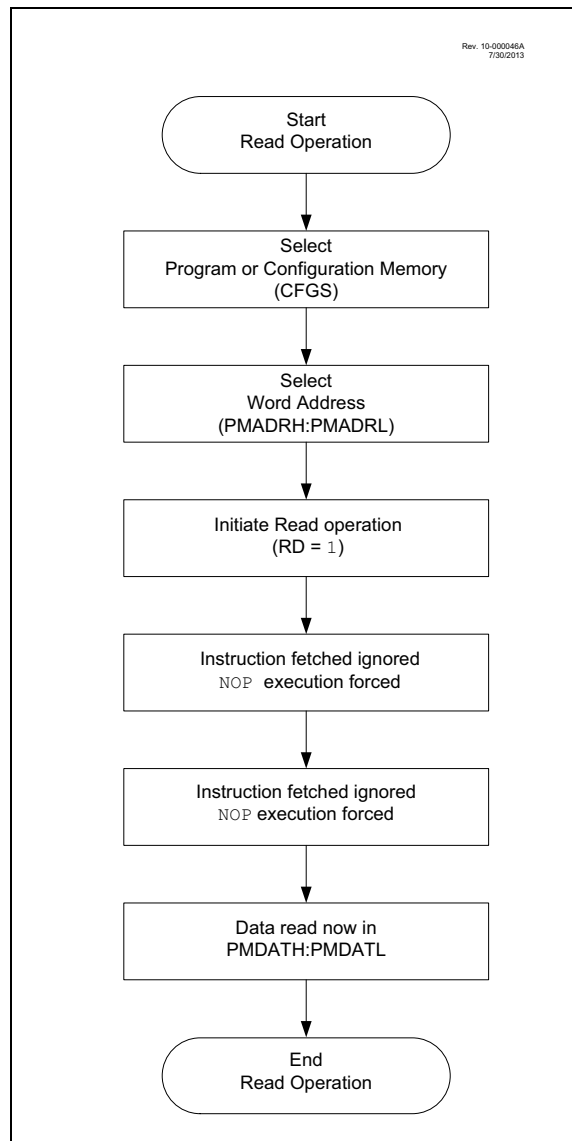 Rev. 10-000046A
7/30/2013
Start
Read Operation
Select
Program or Configuration Memory
(CFGS)
Select
Word Address
(PMADRH:PMADRL)
Initiate Read operation
(RD = 1)
Instruction fetched ignored
NOP execution forced
Instruction fetched ignored
NOP execution forced
Data read now in
PMDATH:PMDATL
End
Read Operation